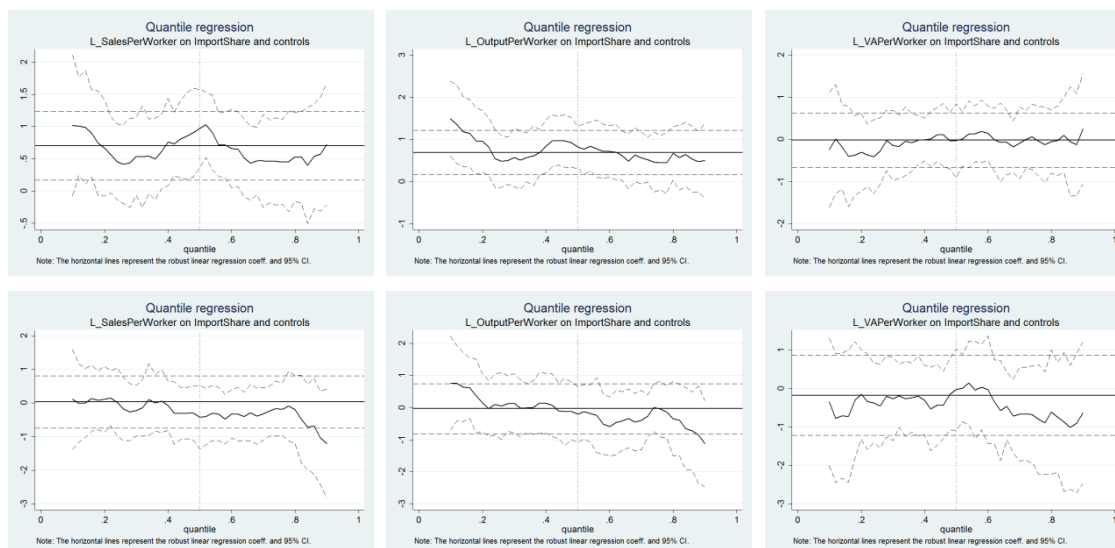 Quantile regression
L_SalesPerWorker on ImportShare and controls
2
1.5
1
.5
0
-.5
0 .2 .4 .6 .8 1
quantile
Note: The horizontal lines represent the robust linear regression coeff. and 95% CI.
Quantile regression
L_OutputPerWorker on ImportShare and controls
3
2
1
0
-1
0 .2 .4 .6 .8 1
quantile
Note: The horizontal lines represent the robust linear regression coeff. and 95% CI.
Quantile regression
L_VAPerWorker on ImportShare and controls
2
1
0
-1
-2
0 .2 .4 .6 .8 1
quantile
Note: The horizontal lines represent the robust linear regression coeff. and 95% CI.
Quantile regression
L_SalesPerWorker on ImportShare and controls
2
1
0
-1
-2
-3
0 .2 .4 .6 .8 1
quantile
Note: The horizontal lines represent the robust linear regression coeff. and 95% CI.
Quantile regression
L_OutputPerWorker on ImportShare and controls
2
1
0
-1
-2
-3
0 .2 .4 .6 .8 1
quantile
Note: The horizontal lines represent the robust linear regression coeff. and 95% CI.
Quantile regression
L_VAPerWorker on ImportShare and controls
1
0
-1
-2
-3
0 .2 .4 .6 .8 1
quantile
Note: The horizontal lines represent the robust linear regression coeff. and 95% CI.